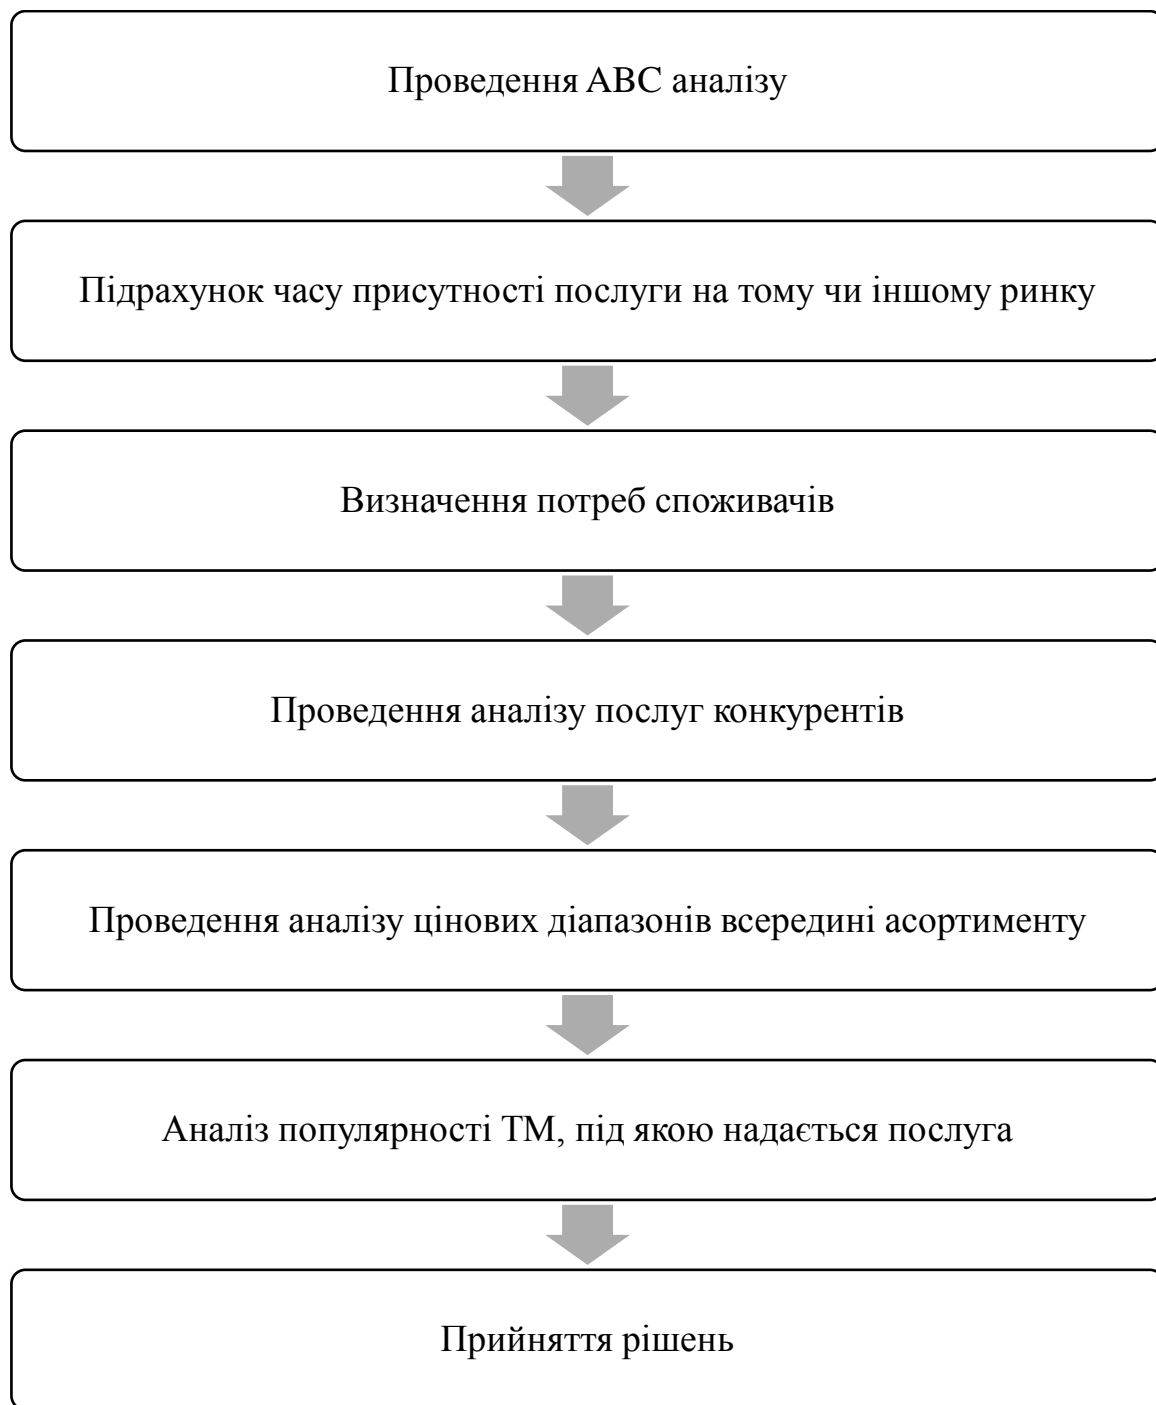 Проведення АВС аналізу
Підрахунок часу присутності послуги на тому чи іншому ринку
Визначення потреб споживачів
Проведення аналізу послуг конкурентів
Проведення аналізу цінових діапазонів всередині асортименту
Аналіз популярності ТМ, під якою надається послуга
Прийняття рішень